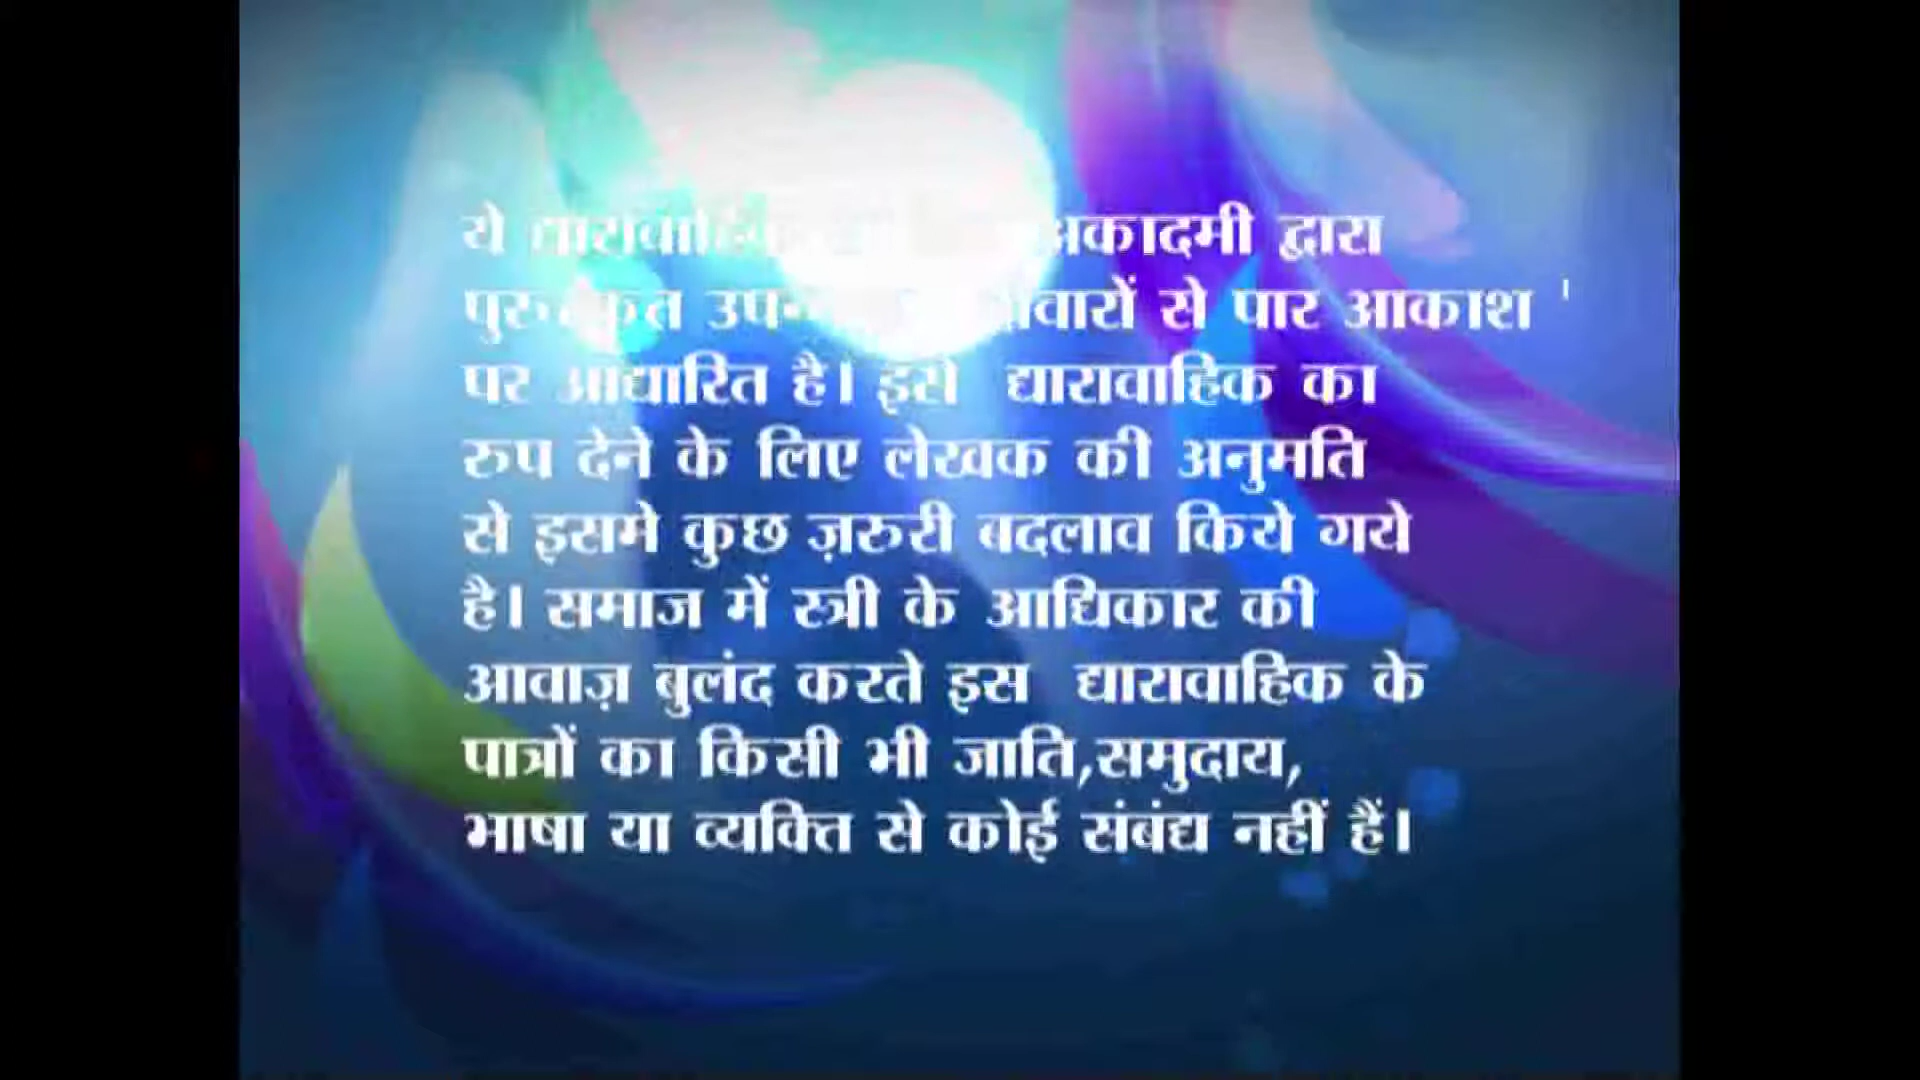 ये अकादमी द्वारा
से पार आकाश '
पर आधारित है। इसे धारावाहिक का
रुप देने के लिए लेखक की अनुमति
से इसमे कुछ ज़रुरी बदलाव किये गये
है। समाज में स्त्री के आधिकार की
आवाज़ बुलंद करते इस धारावाहिक के
पात्रों का किसी भी जाति,समुदाय,
भाषा या व्यक्ति से कोई संबंध नहीं हैं।